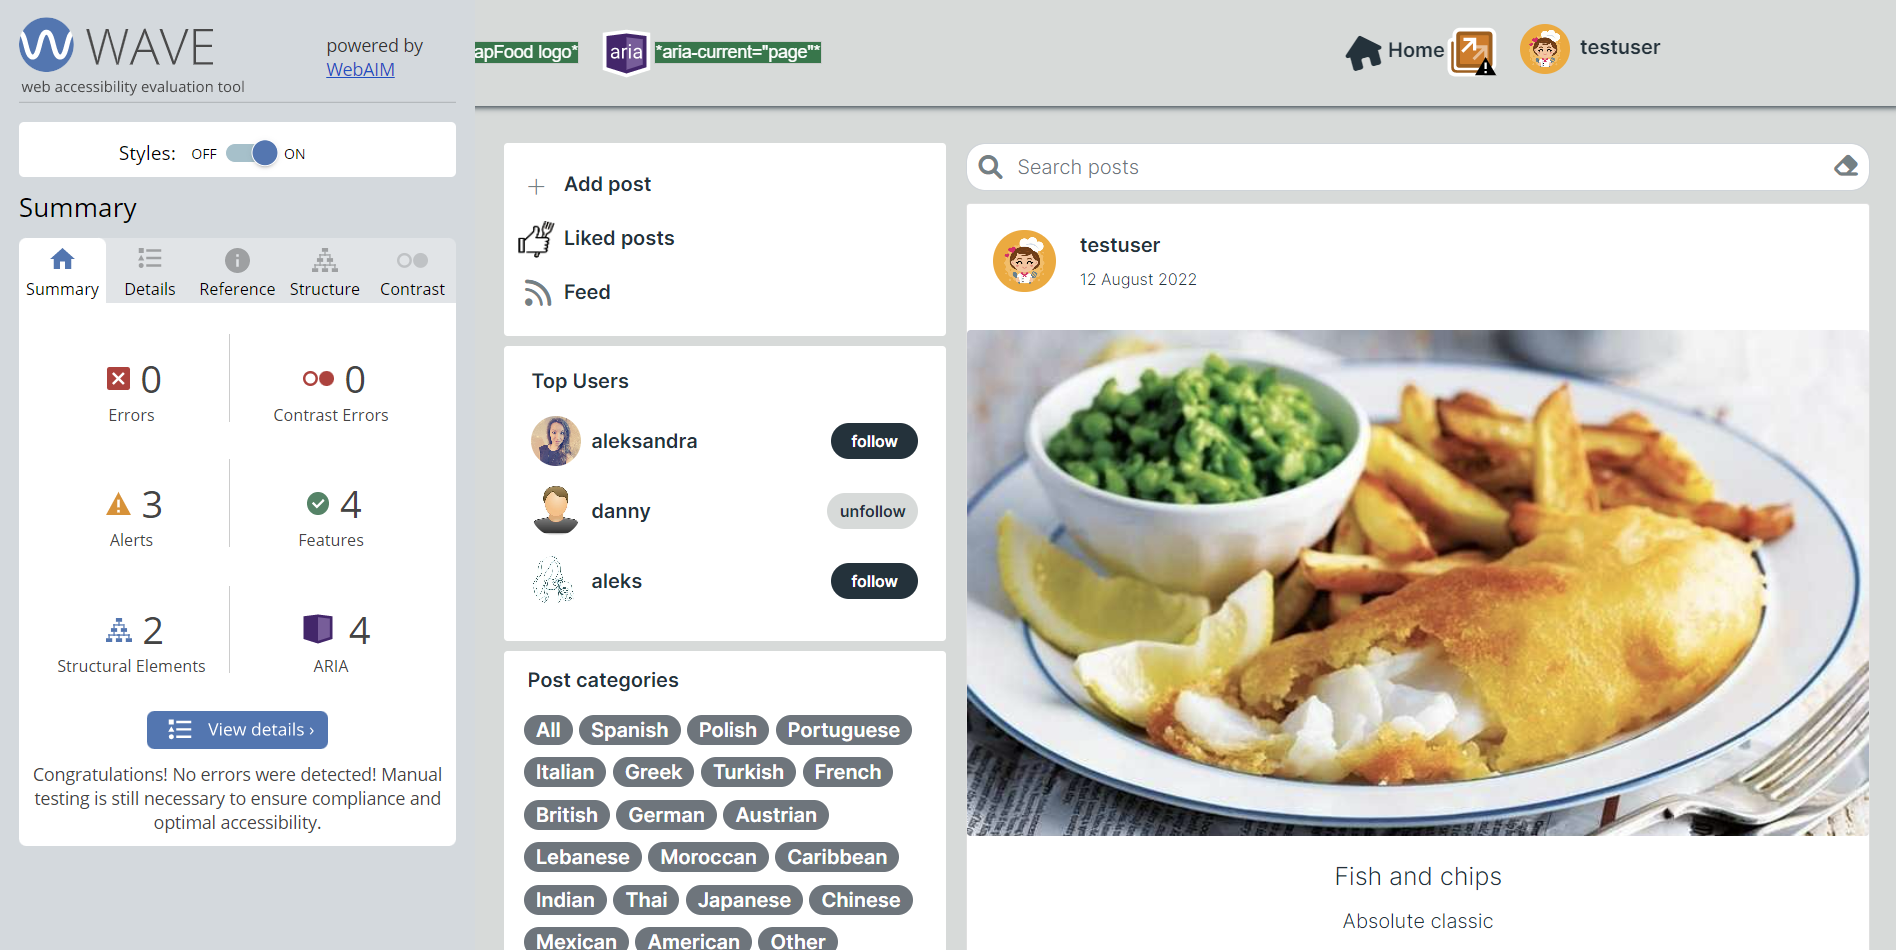 WAVE
powered by
WebAIM
web accessibility evaluation tool
Styles: OFF ON
Summary
Summary Details Reference Structure Contrast
0 0
Errors Contrast Errors
3 4
Alerts Features
2 4
Structural Elements ARIA
View details ›
Congratulations! No errors were detected! Manual
testing is still necessary to ensure compliance and
optimal accessibility.
apFood logo* aria *aria-current="page"* Home testuser
Add post
Liked posts
Feed
Top Users
aleksandra follow
danny unfollow
aleks follow
Post categories
All Spanish Polish Portuguese
Italian Greek Turkish French
British German Austrian
Lebanese Moroccan Caribbean
Indian Thai Japanese Chinese
Mexican American Other
Search posts
testuser
12 August 2022
Fish and chips
Absolute classic